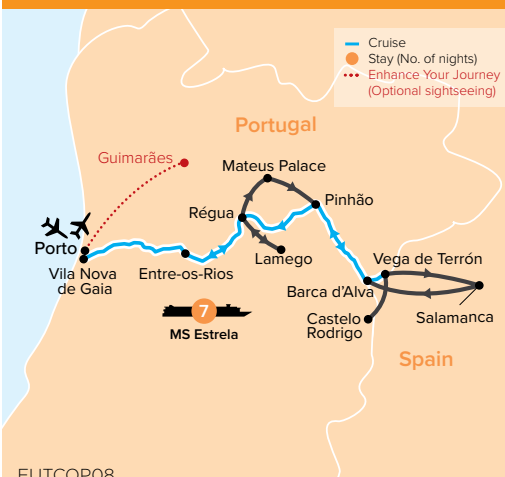 Cruise
Stay (No. of nights)
Enhance Your Journey
(Optional sightseeing)
Portugal
Guimarães
Mateus Palace
Pinhão
Régua
Porto
Lamego
Vega de Terrón
Vila Nova
de Gaia
Entre-os-Rios
Barca d'Alva
7
MS Estrela
Castelo
Rodrigo
Salamanca
Spain
EUTCOP08